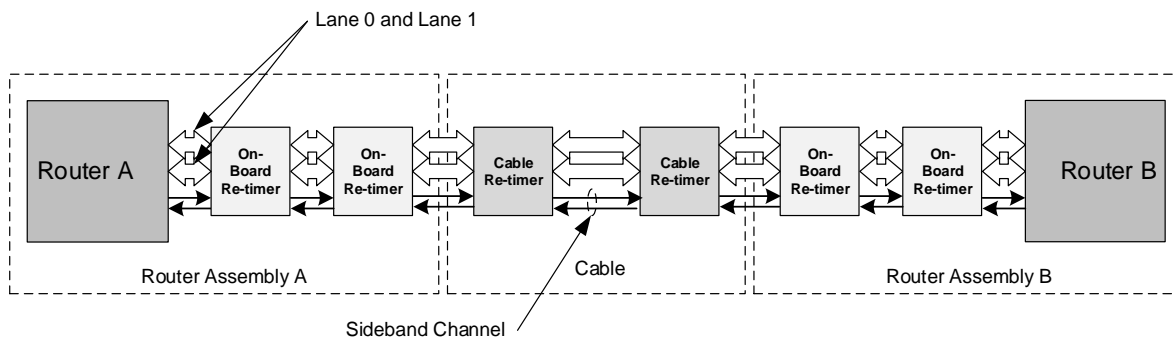 Lane 0 and Lane 1
Router A
On-
Board
Re-timer
On-
Board
Re-timer
Cable
Re-timer
Cable
Re-timer
On-
Board
Re-timer
On-
Board
Re-timer
Router B
Router Assembly A
Cable
Router Assembly B
Sideband Channel